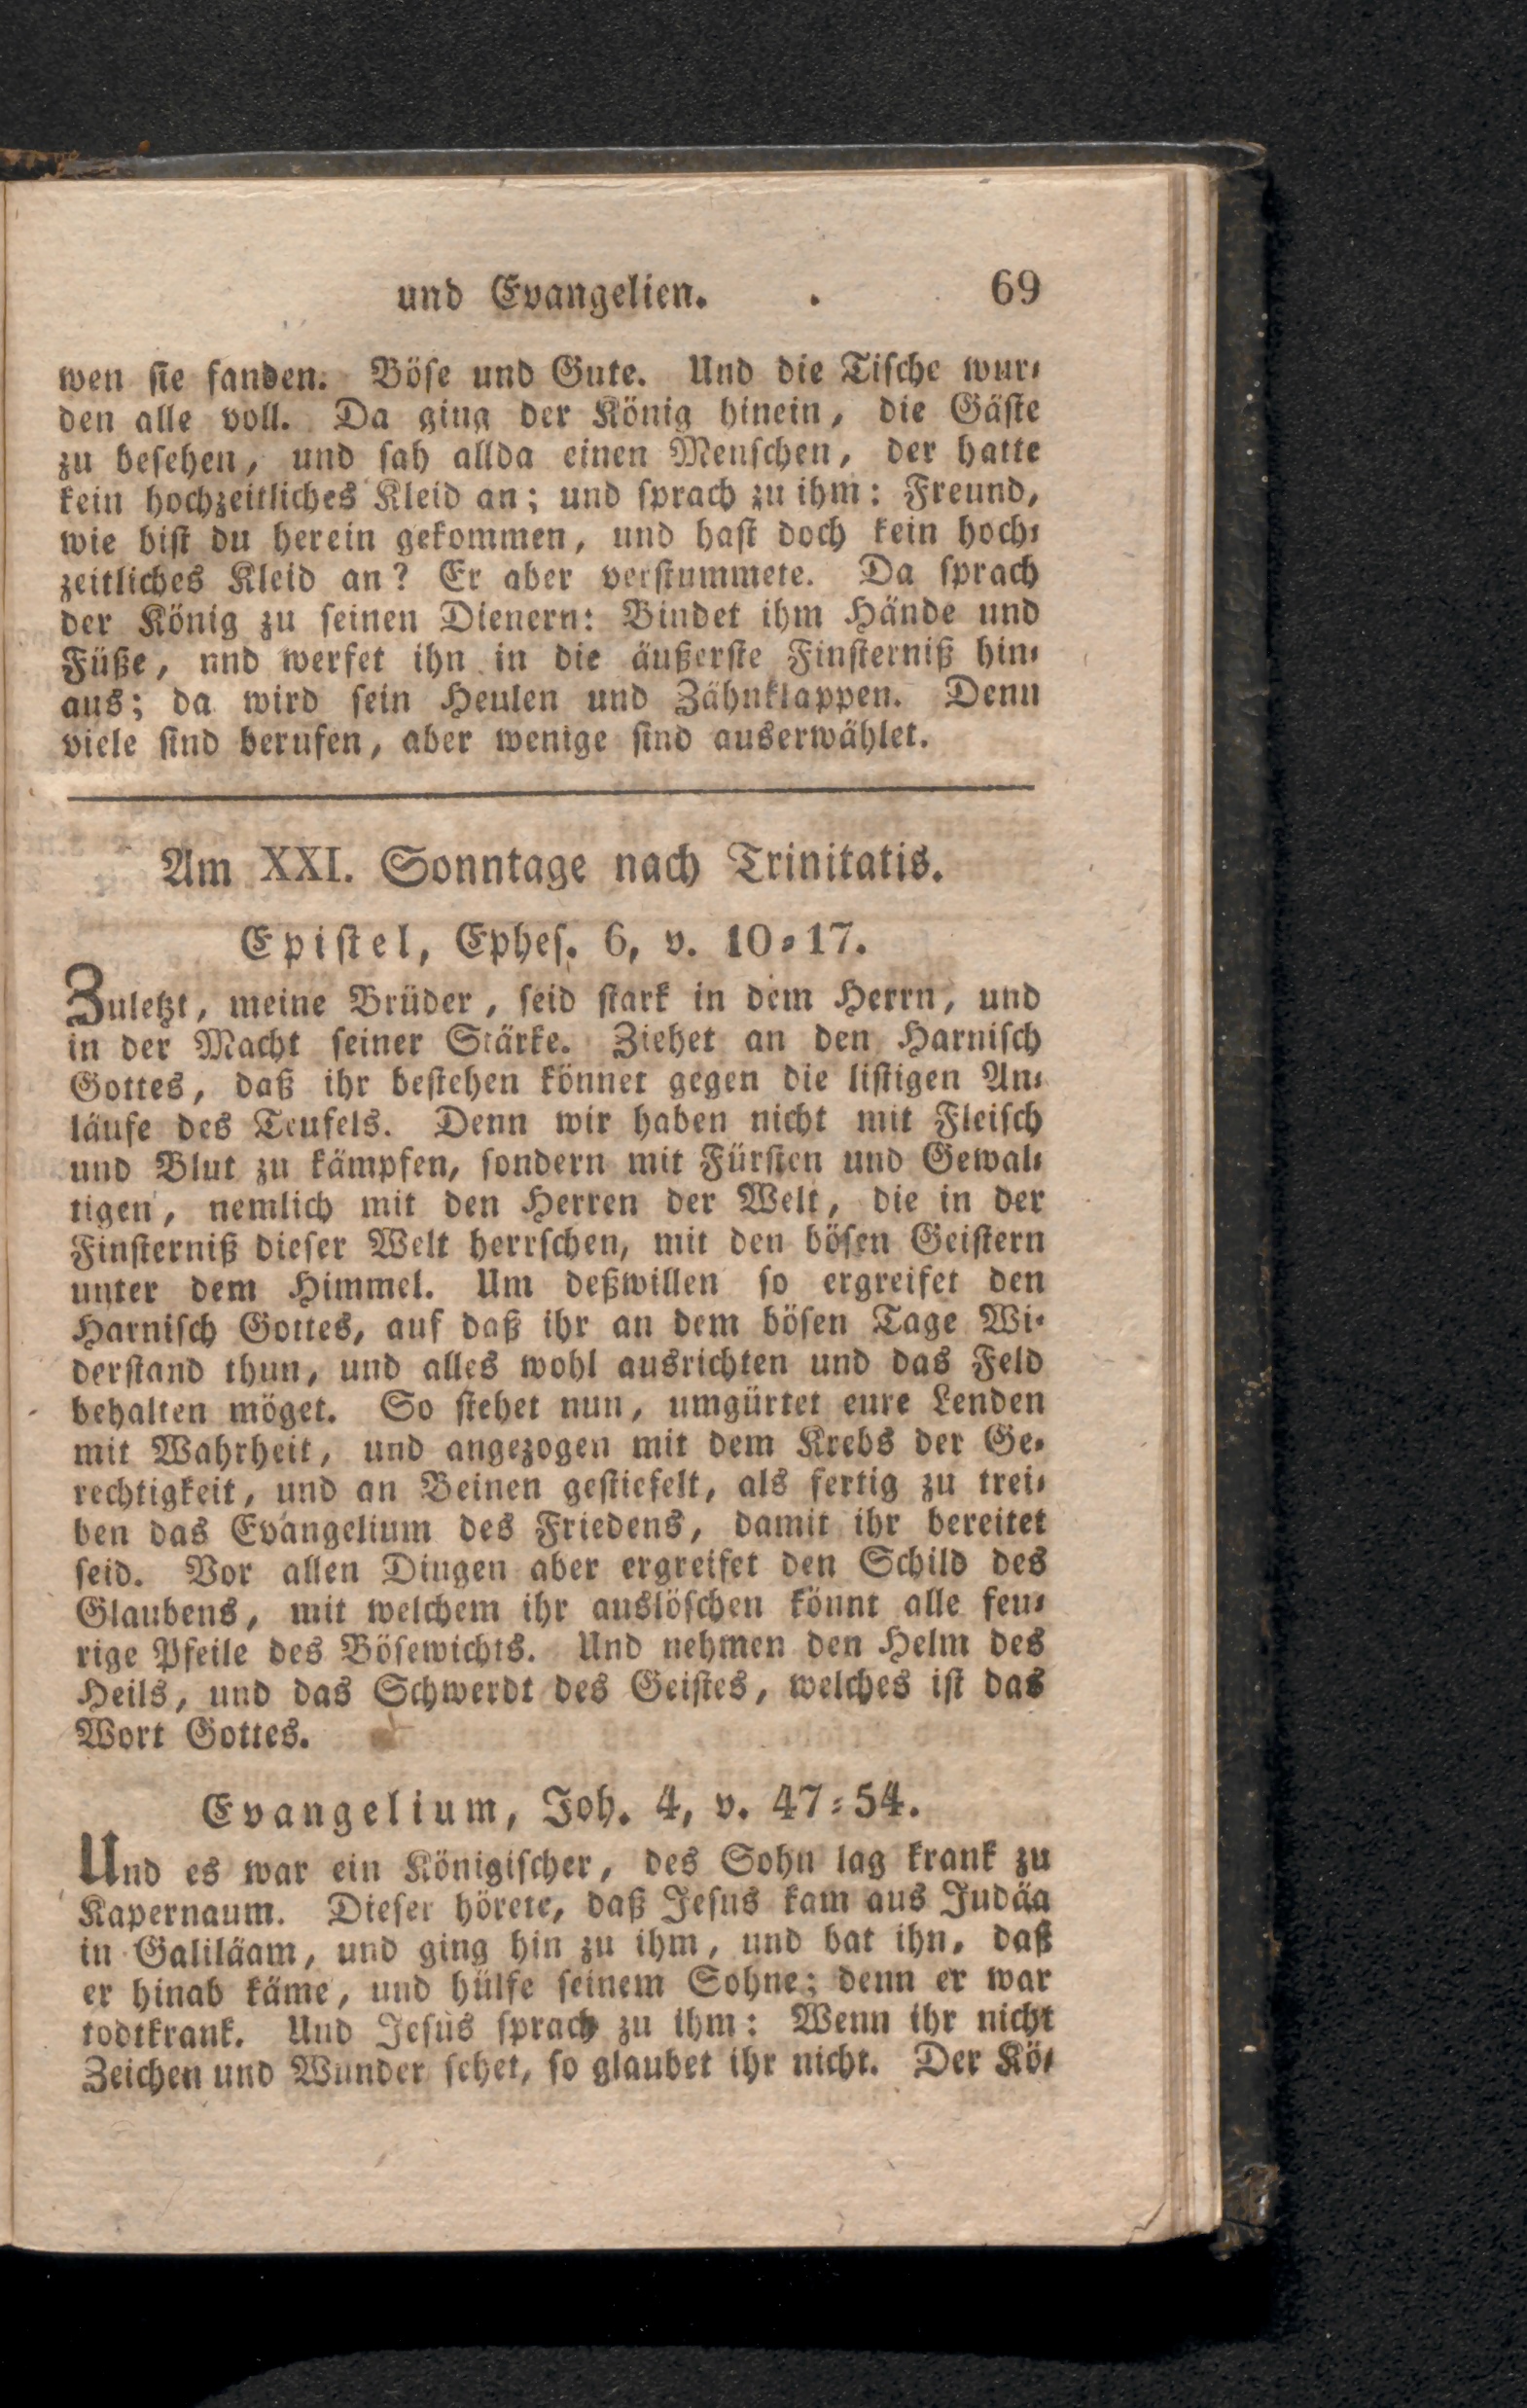 und Evangelien. 69
wen sie fanden. Böse und Gute. Und die Tische wur-
den alle voll. Da ging der König hinein, die Gäste
zu besehen, und sah allda einen Menschen, der hatte
kein hochzeitliches Kleid an; und sprach zu ihm: Freund,
wie bist du herein gekommen, und hast doch kein hoch-
zeitliches Kleid an? Er aber verstummete. Da sprach
der König zu seinen Dienern: Bindet ihm Hände und
Füße, nnd werfet ihn in die äußerste Finsterniß hin-
aus; da wird sein Heulen und Zähnklappen. Denn
viele sind berufen, aber wenige sind auserwählet.
Am XXI. Sonntage nach Trinitatis.
Epistel, Ephes. 6, v. 10-17.
Zuletzt, meine Brüder, seid stark in dem Herrn, und
in der Macht seiner Stärke. Ziehet an den Harnisch
Gottes, daß ihr bestehen könnet gegen die listigen An-
läufe des Teufels. Denn wir haben nicht mit Fleisch
und Blut zu kämpfen, sondern mit Fürsten und Gewal-
tigen, nemlich mit den Herren der Welt, die in der
Finsterniß dieser Welt herrschen, mit den bösen Geistern
unter dem Himmel. Um deßwillen so ergreifet den
Harnisch Gottes, auf daß ihr an dem bösen Tage Wi-
derstand thun, und alles wohl ausrichten und das Feld
behalten möget. So stehet nun, umgürtet eure Lenden
mit Wahrheit, und angezogen mit dem Krebs der Ge-
rechtigkeit, und an Beinen gestiefelt, als fertig zu trei-
ben das Evangelium des Friedens, damit ihr bereitet
seid. Vor allen Dingen aber ergreifet den Schild des
Glaubens, mit welchem ihr auslöschen könnt alle feu-
rige Pfeile des Bösewichts. Und nehmen den Helm des
Heils, und das Schwerdt des Geistes, welches ist das
Wort Gottes.
Evangelium, Joh. 4, v. 47-54.
Und es war ein Königischer, des Sohn lag krank zu
Kapernaum. Dieser hörete, daß Jesus kam aus Judäa
in Galiläam, und ging hin zu ihm, und bat ihn, daß
er hinab käme, und hülfe seinem Sohne; denn er war
todtkrank. Und Jesus sprach zu ihm: Wenn ihr nicht
Zeichen und Wunder sehet, so glaubet ihr nicht. Der Kö-